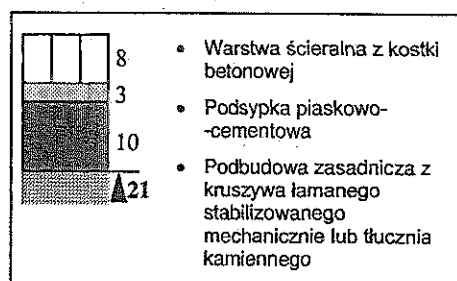 8
3
10
21
• Warstwa ścieralna z kostki
betonowej
• Podsypka piaskowo-
-cementowa
• Podbudowa zasadnicza z
kruszywa łamanego
stabilizowanego
mechanicznie lub tłucznia
kamiennego